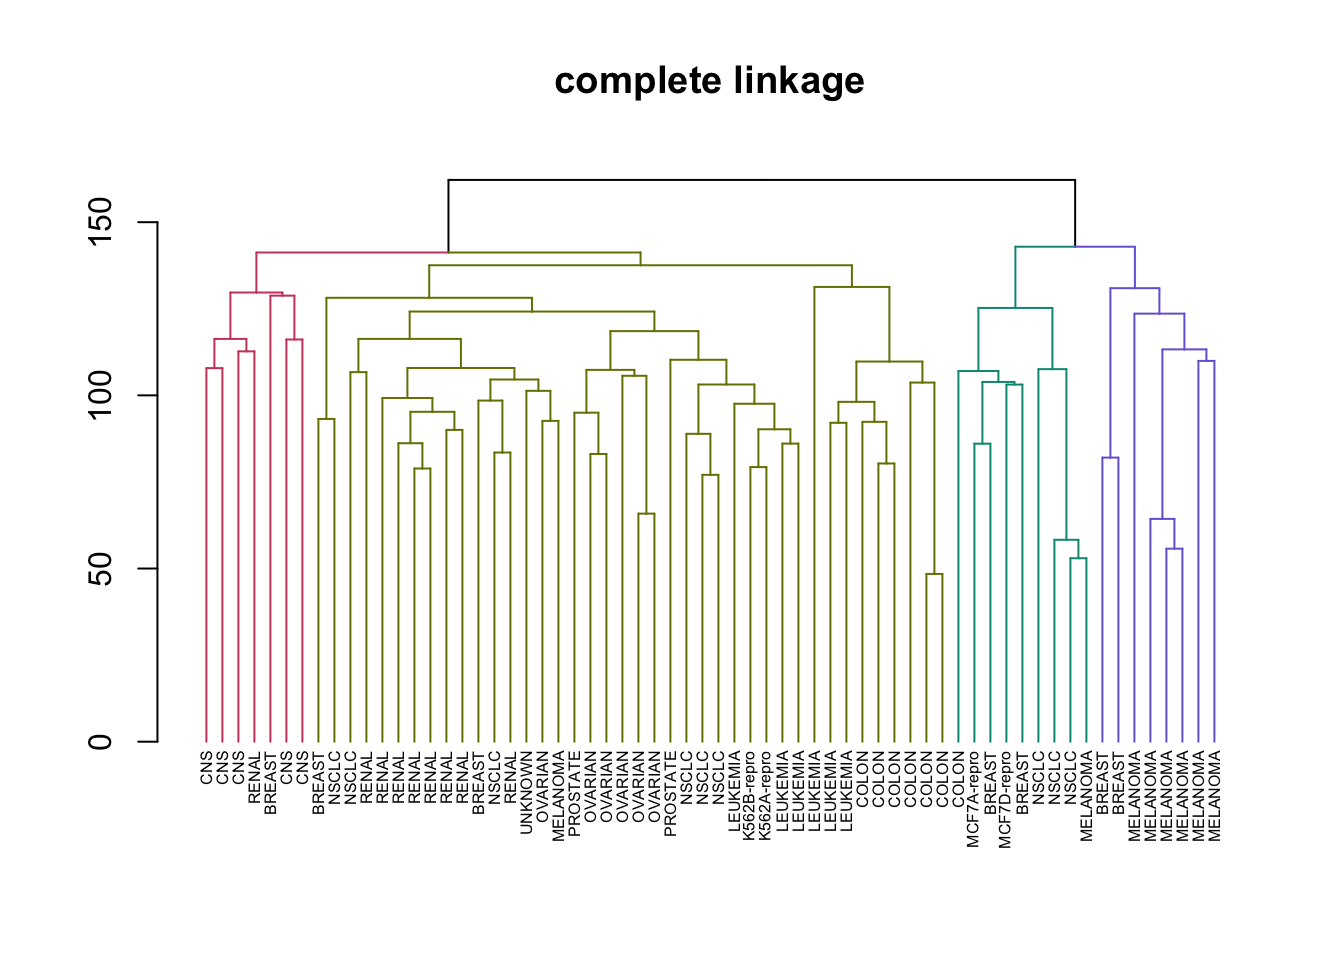 complete linkage
150
100
50
0
CNS
CNS
CNS
RENAL
BREAST
CNS
CNS
BREAST
NSCLC
NSCLC
RENAL
RENAL
RENAL
RENAL
RENAL
RENAL
RENAL
BREAST
NSCLC
RENAL
UNKNOWN
OVARIAN
MELANOMA
PROSTATE
OVARIAN
OVARIAN
OVARIAN
OVARIAN
OVARIAN
PROSTATE
NSCLC
NSCLC
NSCLC
LEUKEMIA
K562B-repro
K562A-repro
LEUKEMIA
LEUKEMIA
LEUKEMIA
LEUKEMIA
LEUKEMIA
COLON
COLON
COLON
COLON
COLON
COLON
COLON
MCF7A-repro
BREAST
MCF7D-repro
BREAST
NSCLC
NSCLC
NSCLC
MELANOMA
BREAST
BREAST
MELANOMA
MELANOMA
MELANOMA
MELANOMA
MELANOMA
MELANOMA